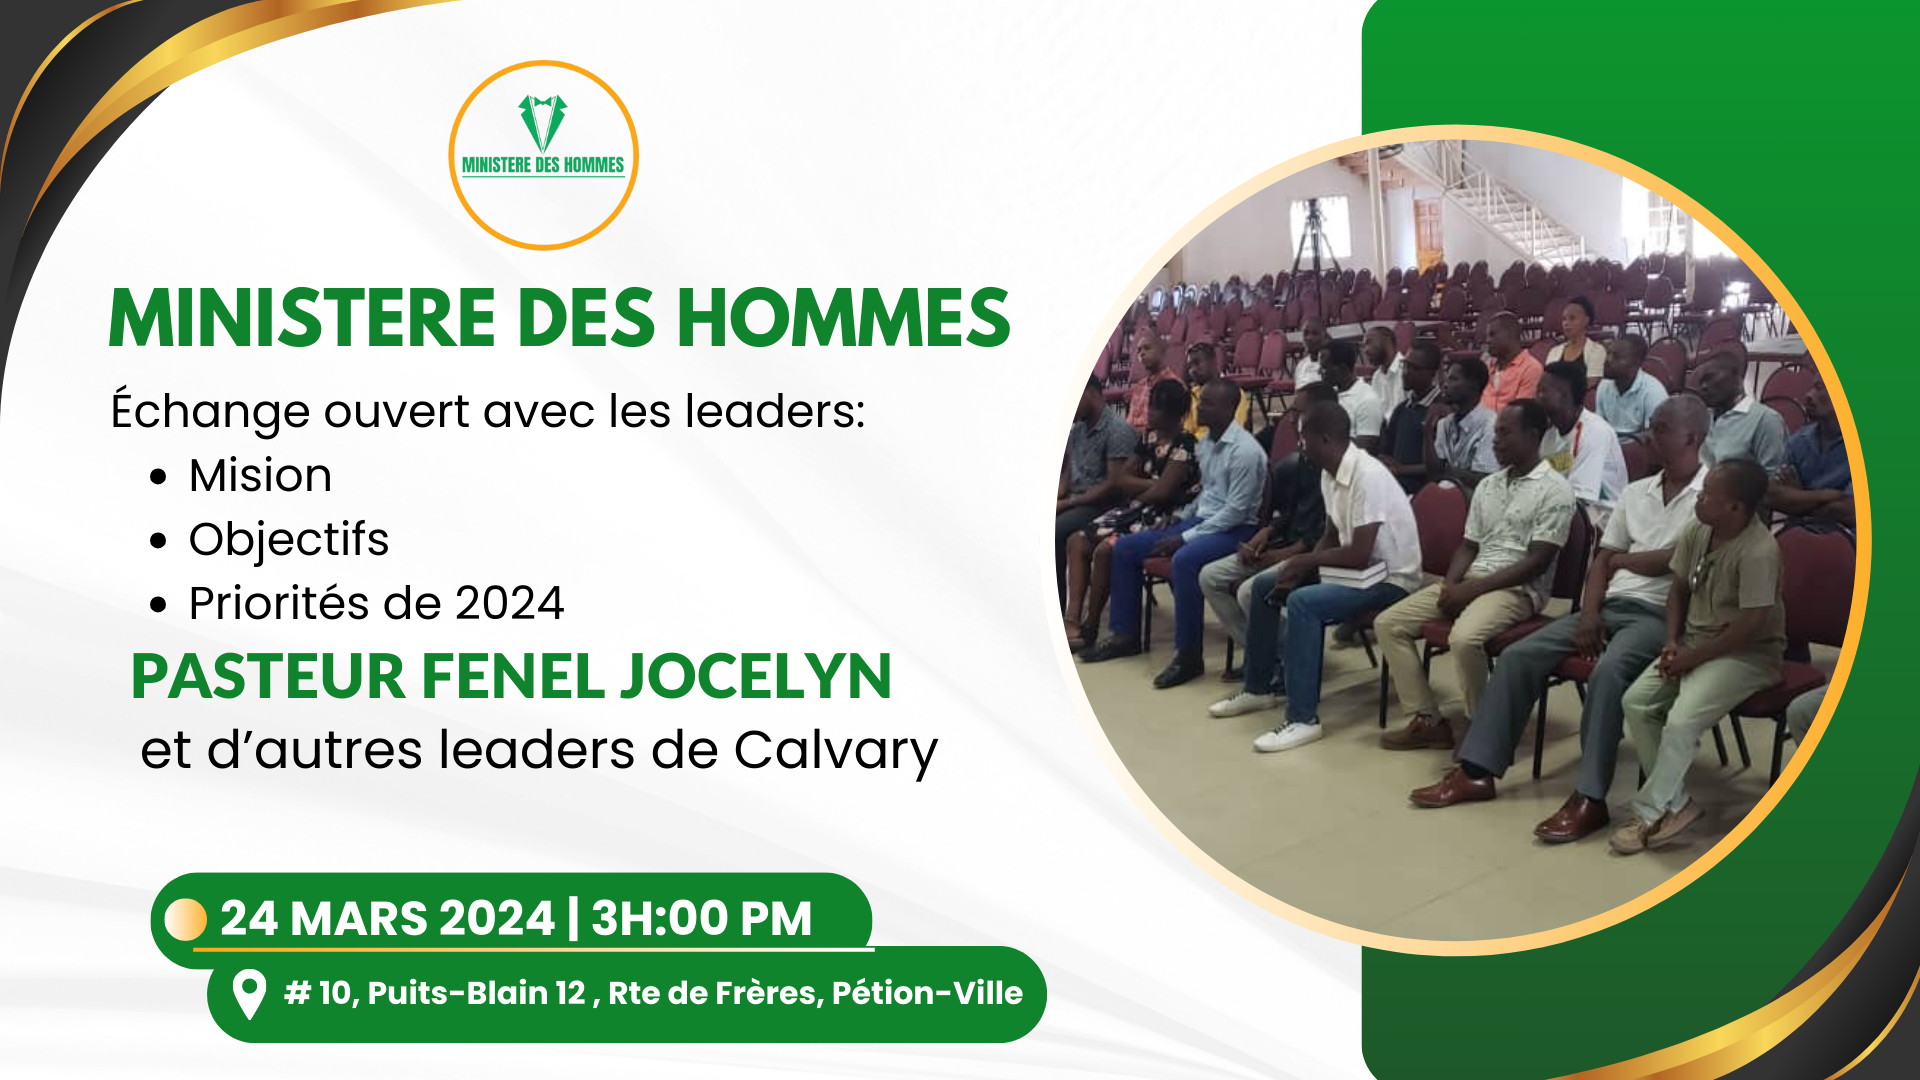 MINISTERE DES HOMMES
MINISTERE DES HOMMES
Échange ouvert avec les leaders:
• Mision
• Objectifs
• Priorités de 2024
PASTEUR FENEL JOCELYN
et d’autres leaders de Calvary
24 MARS 2024 | 3H:00 PM
# 10, Puits-Blain 12 , Rte de Frères, Pétion-Ville